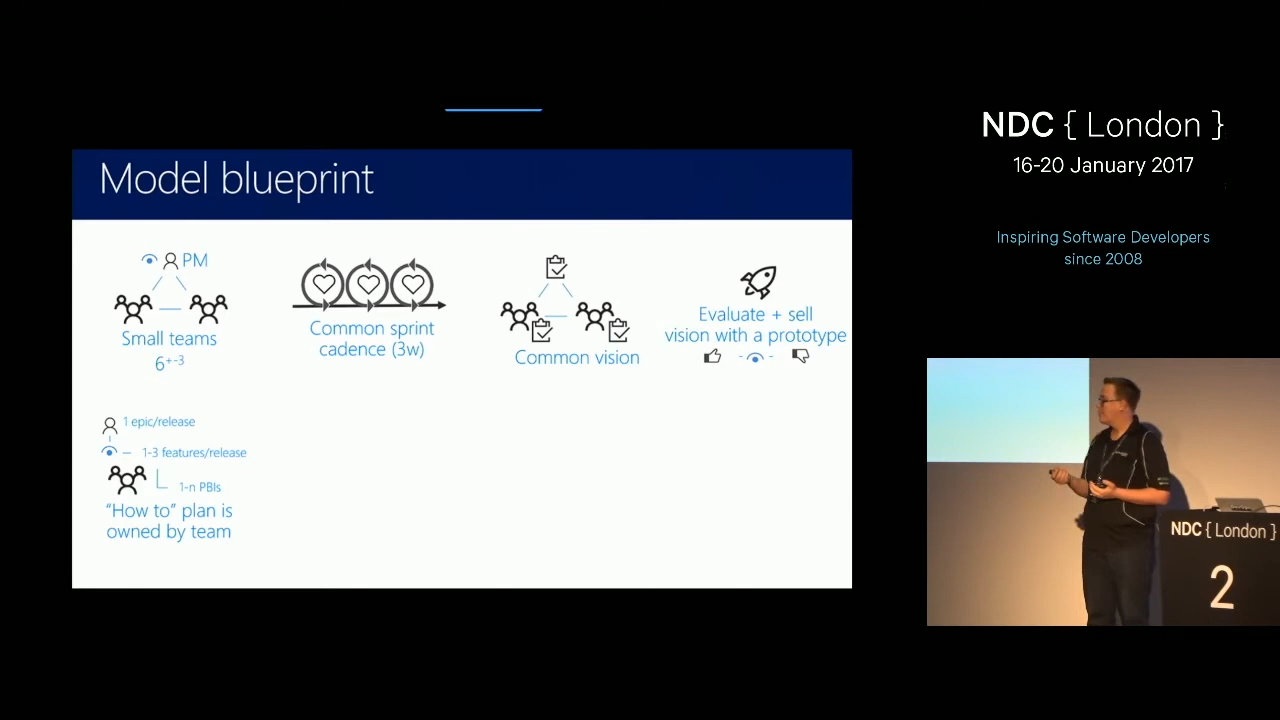 Model blueprint
PM
Small teams
6+-3
Common sprint
cadence (3w)
Common vision
Evaluate + sell
vision with a prototype
1 epic/release
1-3 features/release
1-n PBIs
“How to” plan is
owned by team
NDC { London }
16-20 January 2017
Inspiring Software Developers
since 2008
NDC { London }
2